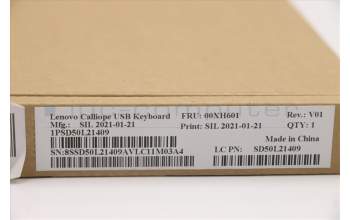 Lenovo Calliope USB Keyboard FRU: 00XH601 Rev.: V01
Mfg.: SIL 2021-01-21 Print: SIL 2021-01-21 QTY: 1
1PSD50L21409 Made in China
SN:8SSD50L21409AVLC11M03A4 LC PN: SD50L21409